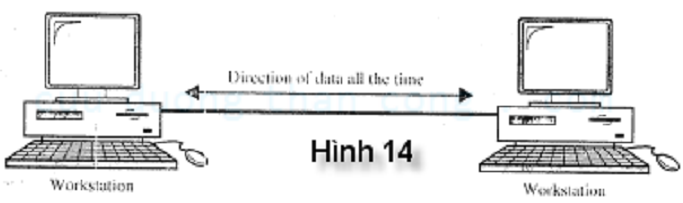 Direction of data all the time
Hình 14
Workstation
Workstation